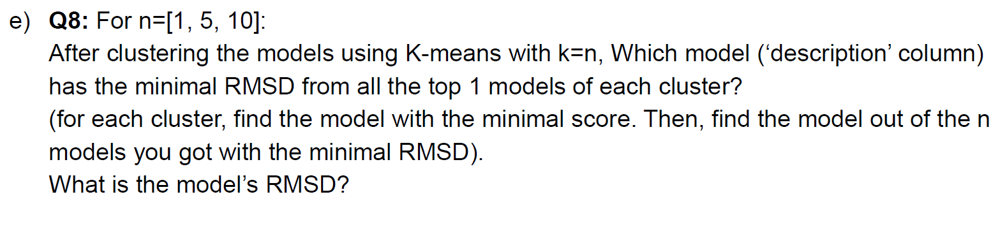 e) Q8: For n=[1, 5, 10]:
After clustering the models using K-means with k=n, Which model (‘description’ column)
has the minimal RMSD from all the top 1 models of each cluster?
(for each cluster, find the model with the minimal score. Then, find the model out of the n
models you got with the minimal RMSD).
What is the model’s RMSD?